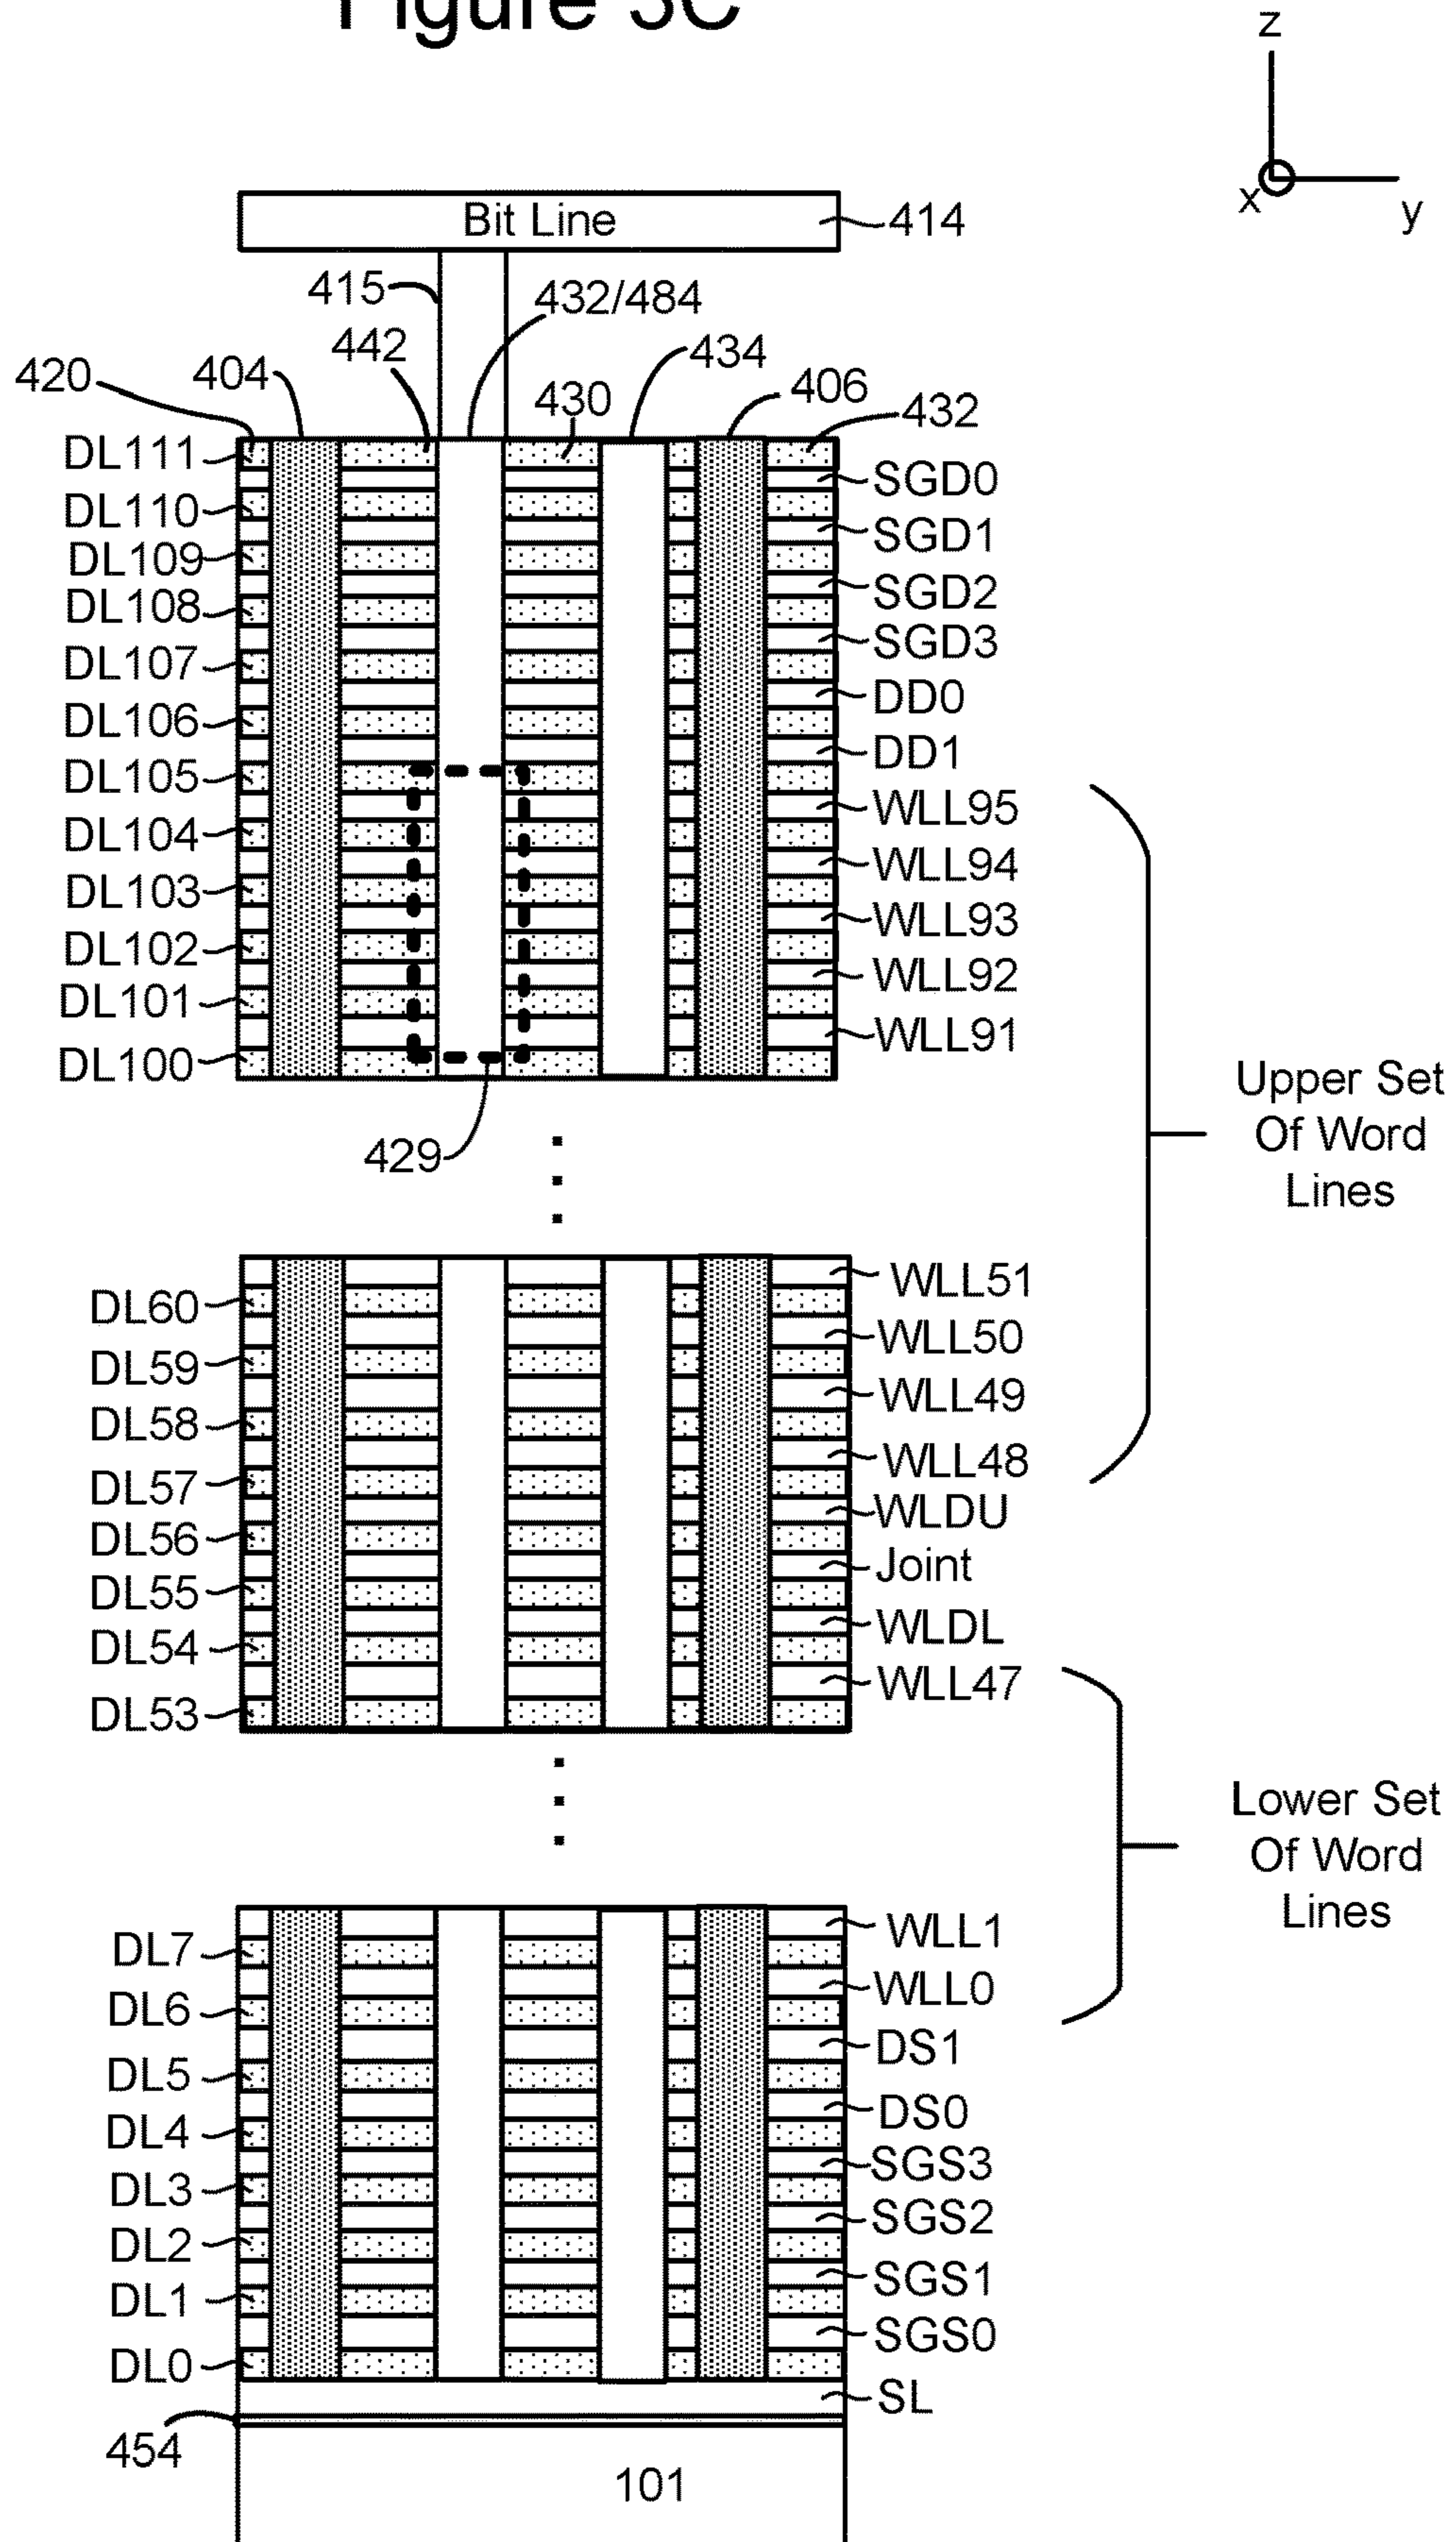 Figure 3C
z
x
y
Bit Line
414
415
432/484
442
434
420
404
430
406
432
DL111
SGD0
DL110
SGD1
DL109
SGD2
DL108
SGD3
DL107
DD0
DL106
DD1
DL105
WLL95
DL104
WLL94
DL103
WLL93
DL102
WLL92
DL101
WLL91
DL100
429
Upper Set
Of Word
Lines
WLL51
DL60
WLL50
DL59
WLL49
DL58
WLL48
DL57
WLDU
DL56
Joint
DL55
WLDL
DL54
WLL47
DL53
Lower Set
Of Word
Lines
WLL1
DL7
WLL0
DL6
DS1
DL5
DS0
DL4
SGS3
DL3
SGS2
DL2
SGS1
DL1
SGS0
DL0
SL
454
101